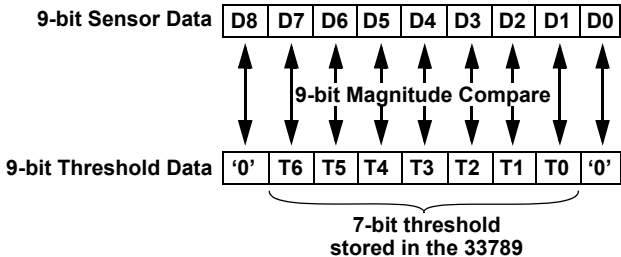 9-bit Sensor Data D8 D7 D6 D5 D4 D3 D2 D1 D0
9-bit Magnitude Compare
9-bit Threshold Data ‘0’ T6 T5 T4 T3 T2 T1 T0 ‘0’
7-bit threshold
stored in the 33789